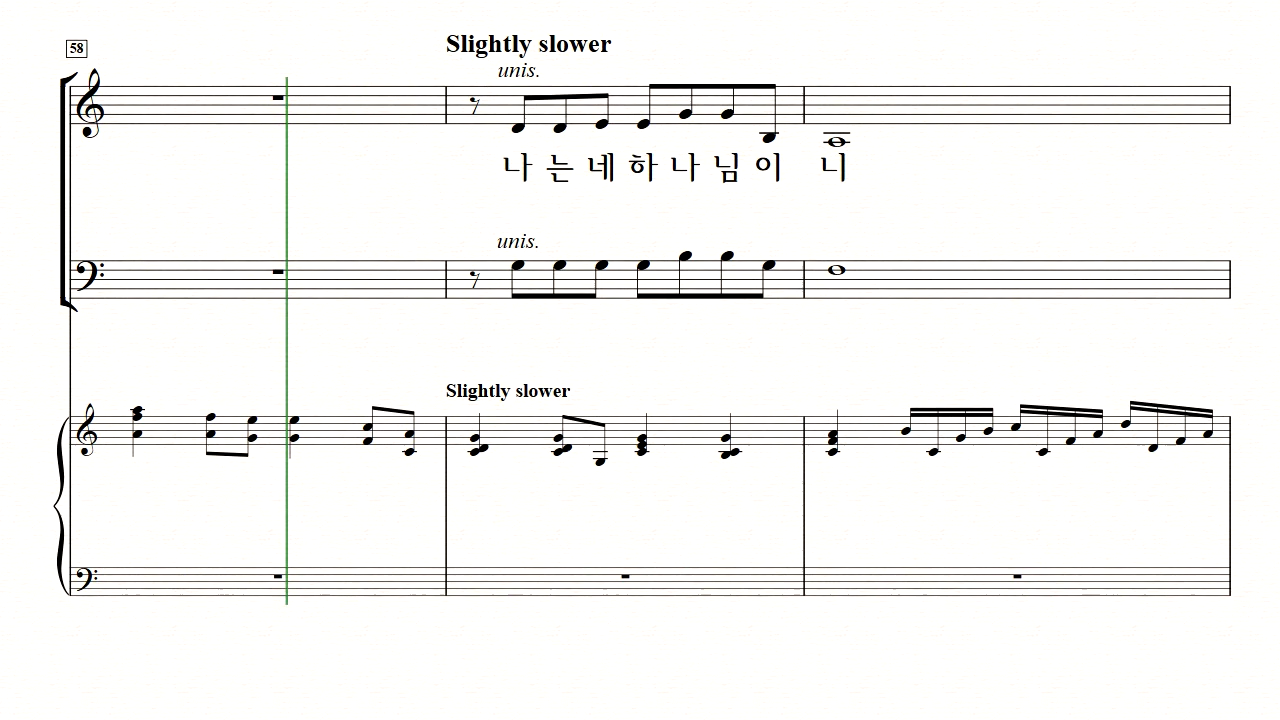 58
Slightly slower
unis.
나 는 네 하 나 님 이 니
unis.
Slightly slower